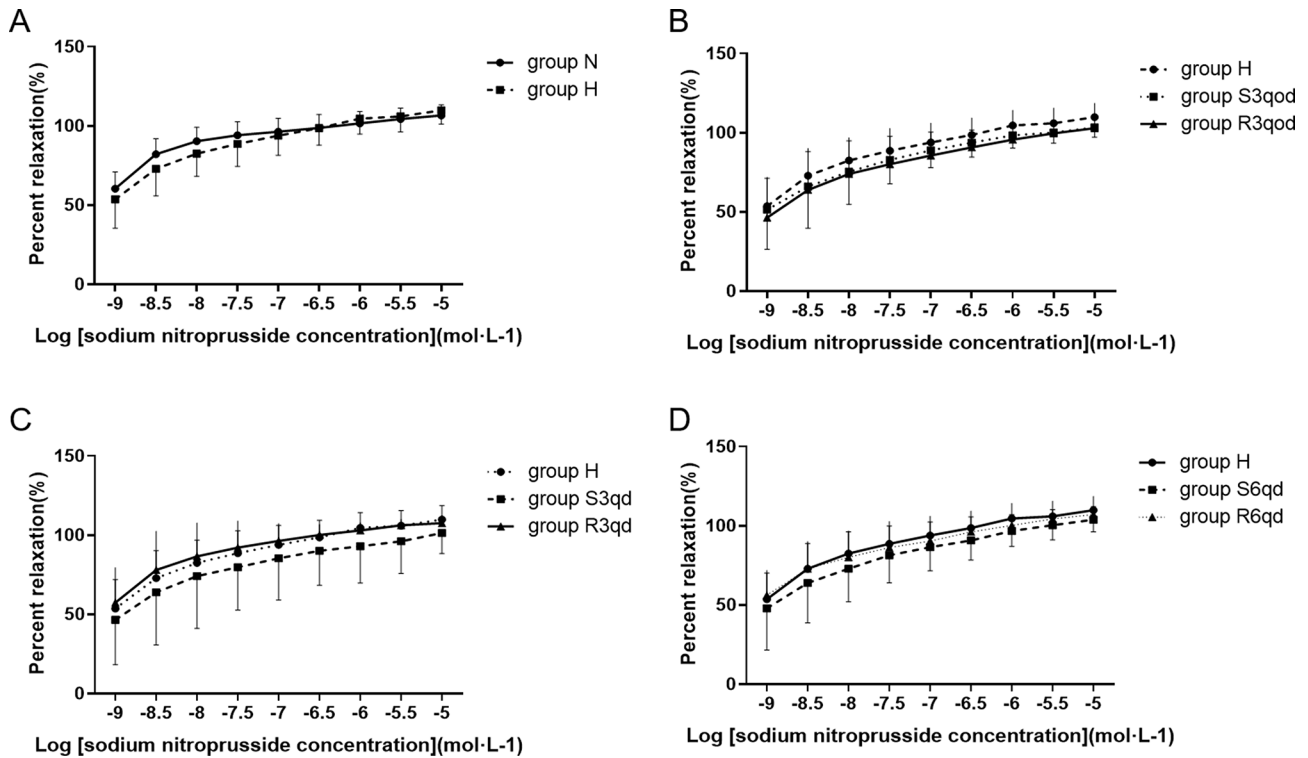 A
Percent relaxation(%)
150
100
50
0
-9 -8.5 -8 -7.5 -7 -6.5 -6 -5.5 -5
Log [sodium nitroprusside concentration](mol·L-1)
group N
group H
B
Percent relaxation(%)
150
100
50
0
-9 -8.5 -8 -7.5 -7 -6.5 -6 -5.5 -5
Log [sodium nitroprusside concentration](mol·L-1)
group H
group S3qod
group R3qod
C
Percent relaxation(%)
150
100
50
0
-9 -8.5 -8 -7.5 -7 -6.5 -6 -5.5 -5
Log [sodium nitroprusside concentration](mol·L-1)
group H
group S3qd
group R3qd
D
Percent relaxation(%)
150
100
50
0
-9 -8.5 -8 -7.5 -7 -6.5 -6 -5.5 -5
Log [sodium nitroprusside concentration](mol·L-1)
group H
group S6qd
group R6qd